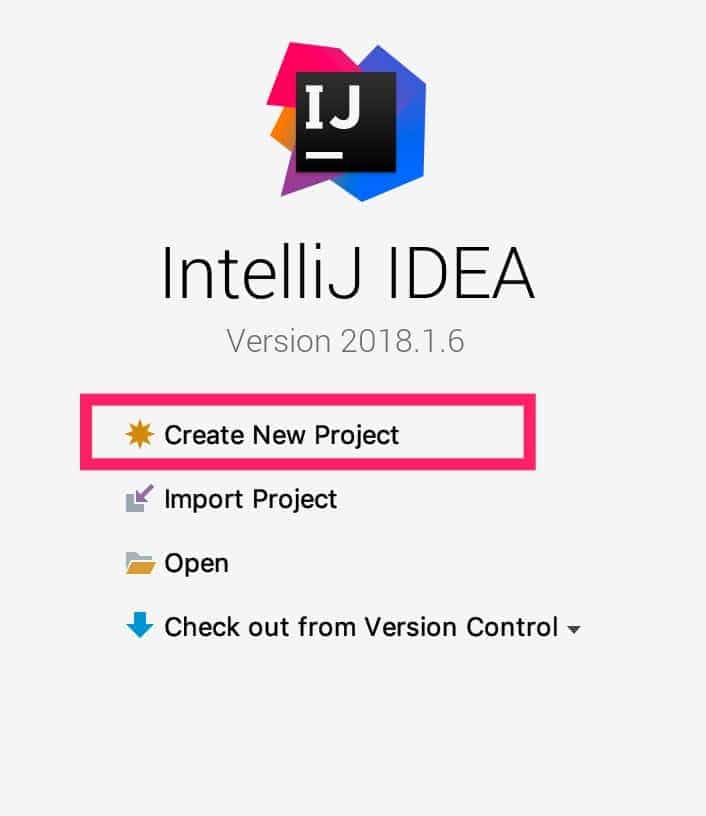 IJ
IntelliJ IDEA
Version 2018.1.6
Create New Project
Import Project
Open
Check out from Version Control